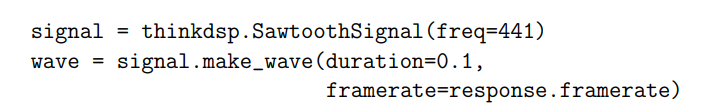 signal = thinkdsp.SawtoothSignal(freq=441)
wave = signal.make_wave(duration=0.1,
                        framerate=response.framerate)